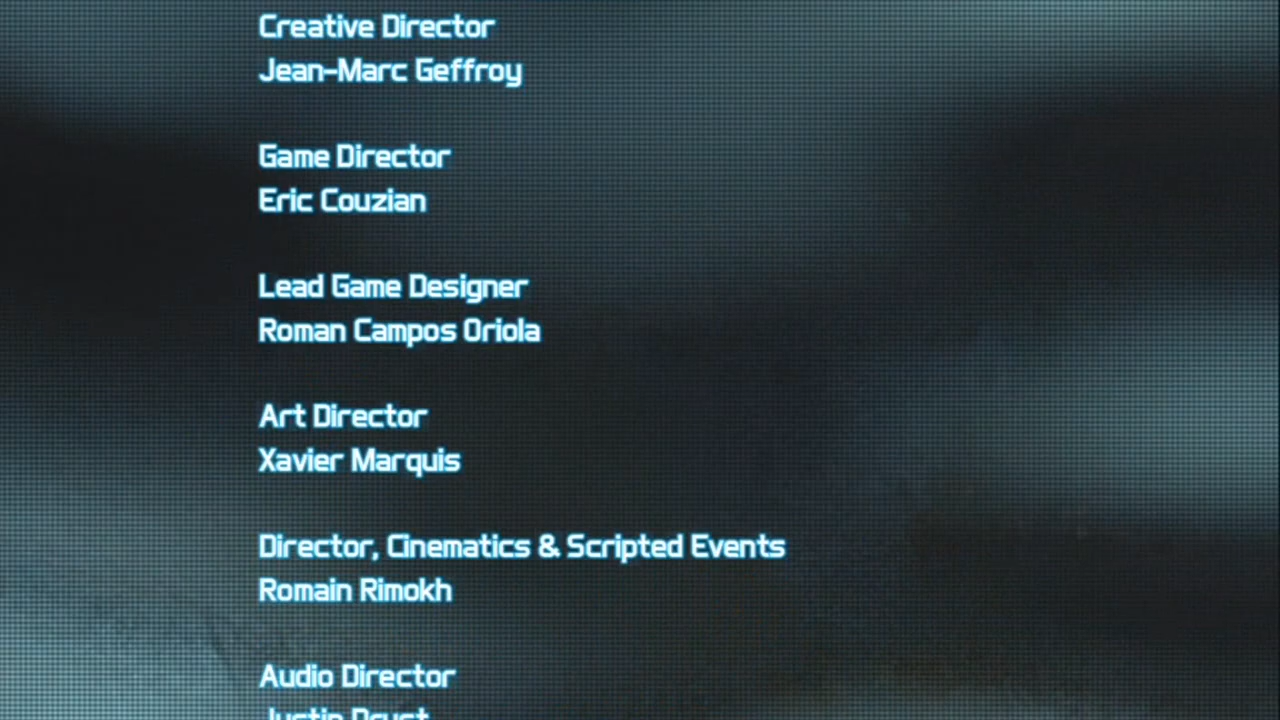 Creative Director
Jean-Marc Geffroy
Game Director
Eric Couzian
Lead Game Designer
Roman Campos Oriola
Art Director
Xavier Marquis
Director, Cinematics & Scripted Events
Romain Rimokh
Audio Director
Justin